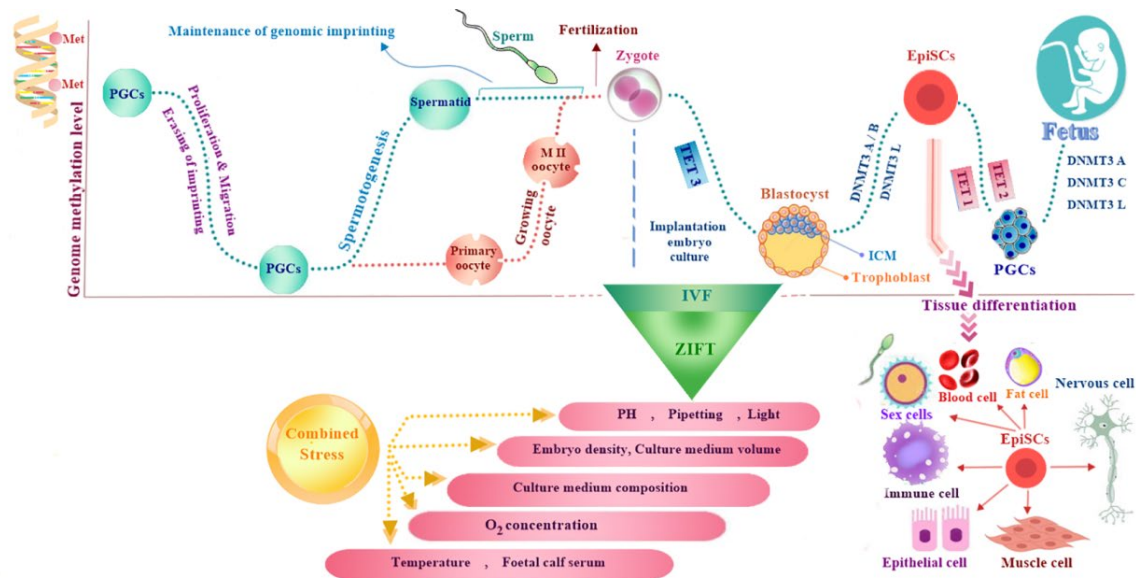 Maintenance of genomic imprinting
Sperm
Fertilization
Zygote
EpiSCs
Met
Met
Genome methylation level
PGCs
Proliferation & Migration
Erasing of imprinting
PGCs
Spermotogenesis
Spermatid
Primary
oocyte
Growing
oocyte
M II
oocyte
TET 3
Implantation
embryo
culture
Blastocyst
ICM
Trophoblast
DNMT3 A / B
DNMT3 L
TET 1
TET 2
PGCs
Fetus
DNMT3 A
DNMT3 C
DNMT3 L
Tissue differentiation
IVF
ZIFT
Combined
Stress
PH , Pipetting , Light
Embryo density, Culture medium volume
Culture medium composition
O2 concentration
Temperature , Foetal calf serum
Sex cells
Blood cell
Fat cell
Nervous cell
EpiSCs
Immune cell
Epithelial cell
Muscle cell